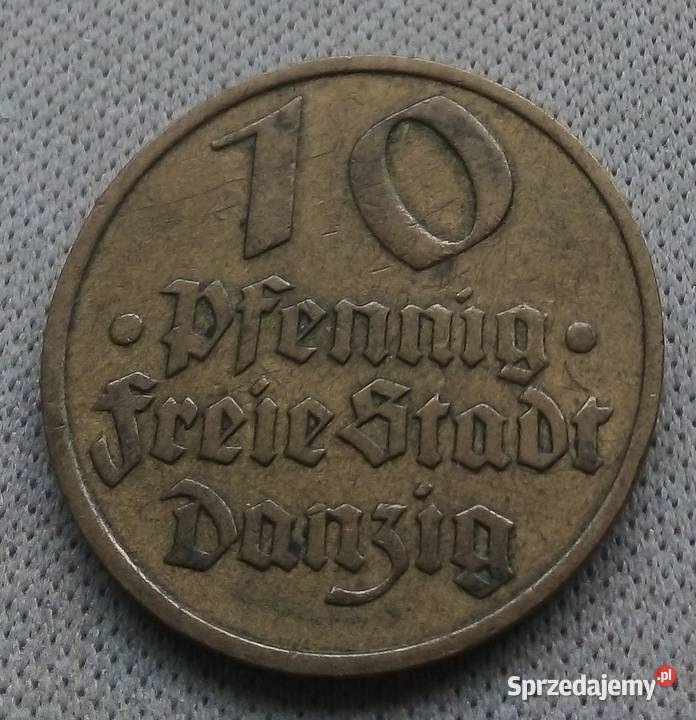 10
· Pfennig ·
Freie Stadt
Danzig
Sprzedajemy.pl